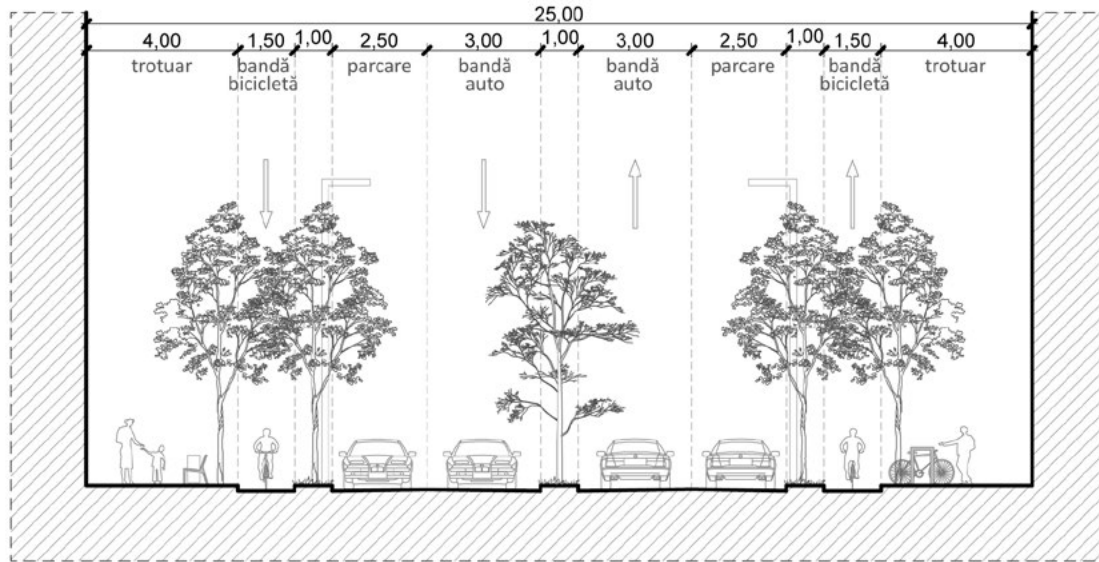 25,00
4,00 1,50 1,00 2,50 3,00 1,00 3,00 2,50 1,00 1,50 4,00
trotuar bandă parcare bandă bandă parcare bandă trotuar
bicicletă auto auto bicicletă